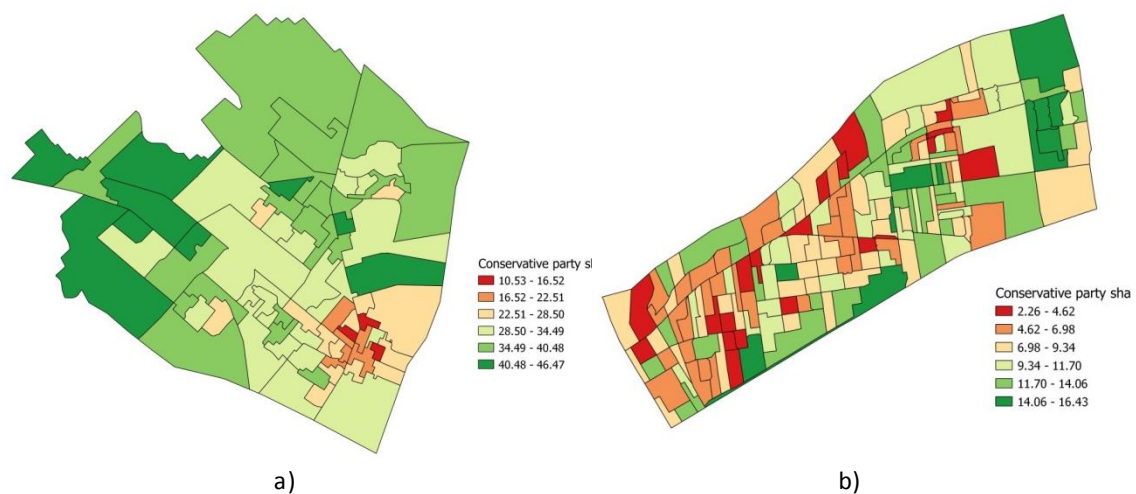 Conservative party sh
10.53 - 16.52
16.52 - 22.51
22.51 - 28.50
28.50 - 34.49
34.49 - 40.48
40.48 - 46.47
Conservative party sha
2.26 - 4.62
4.62 - 6.98
6.98 - 9.34
9.34 - 11.70
11.70 - 14.06
14.06 - 16.43
a)
b)